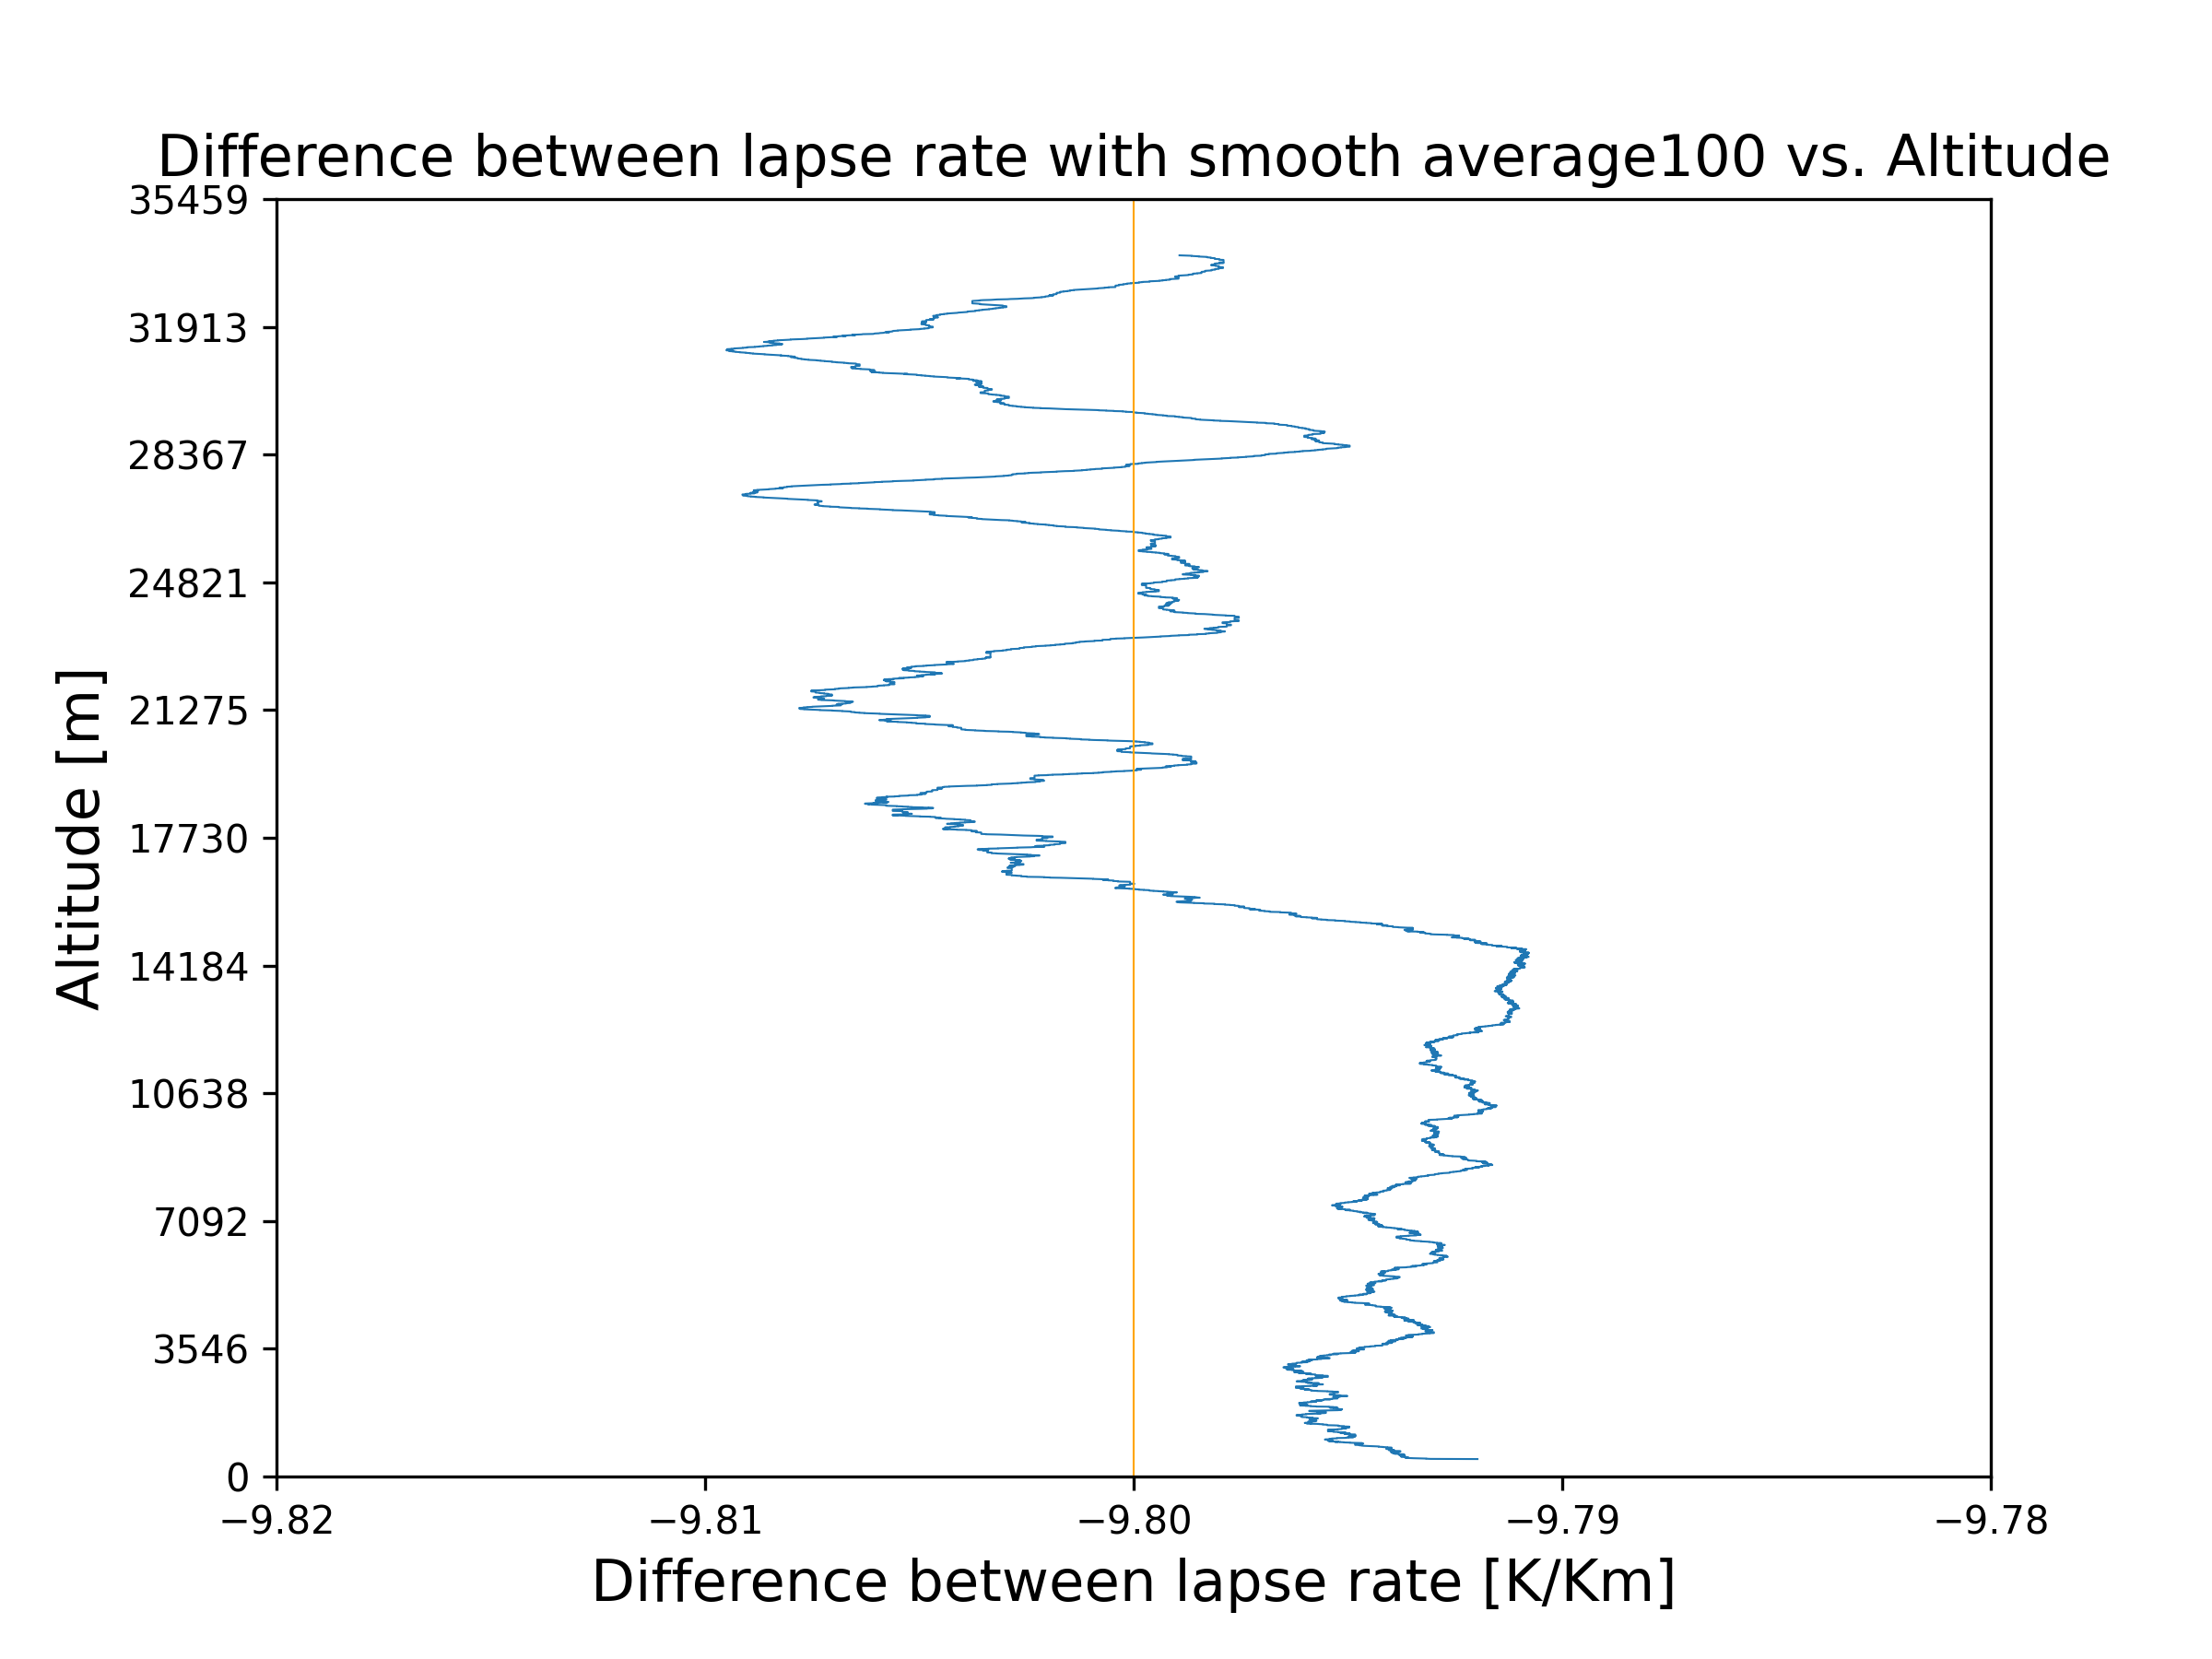 Difference between lapse rate with smooth average100 vs. Altitude
35459
31913
28367
24821
21275
17730
14184
10638
7092
3546
0
Altitude [m]
−9.82 −9.81 −9.80 −9.79 −9.78
Difference between lapse rate [K/Km]